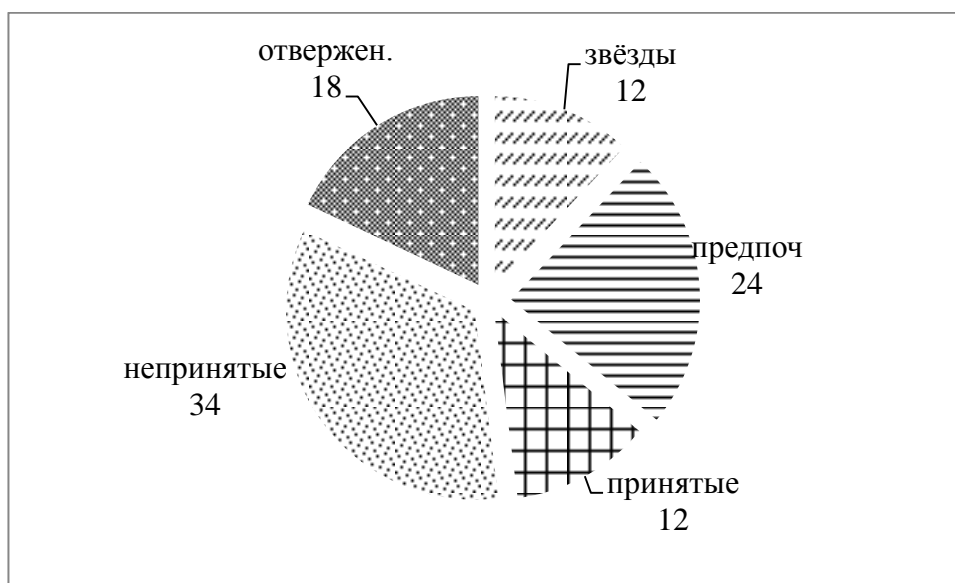 отвержен.
18
звёзды
12
предпоч
24
непринятые
34
принятые
12